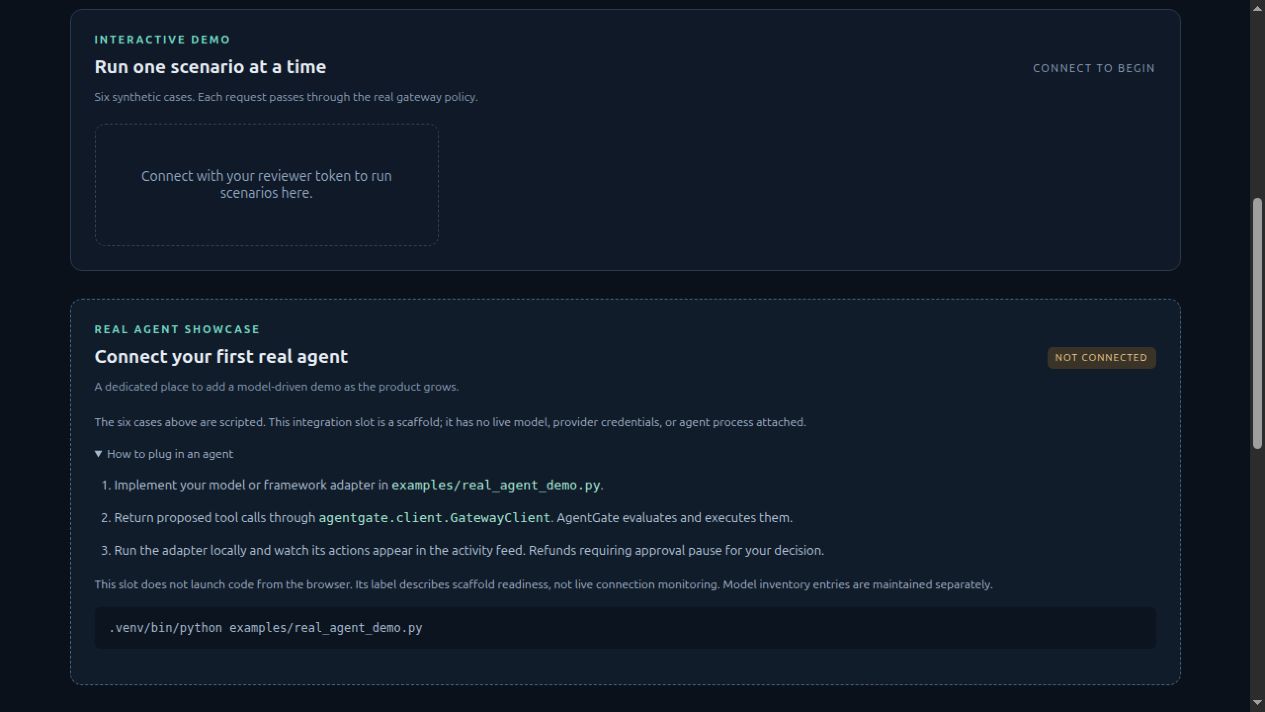 INTERACTIVE DEMO
Run one scenario at a time
CONNECT TO BEGIN
Six synthetic cases. Each request passes through the real gateway policy.
Connect with your reviewer token to run
scenarios here.
REAL AGENT SHOWCASE
Connect your first real agent
NOT CONNECTED
A dedicated place to add a model-driven demo as the product grows.
The six cases above are scripted. This integration slot is a scaffold; it has no live model, provider credentials, or agent process attached.
▼ How to plug in an agent
1. Implement your model or framework adapter in examples/real_agent_demo.py.
2. Return proposed tool calls through agentgate.client.GatewayClient. AgentGate evaluates and executes them.
3. Run the adapter locally and watch its actions appear in the activity feed. Refunds requiring approval pause for your decision.
This slot does not launch code from the browser. Its label describes scaffold readiness, not live connection monitoring. Model inventory entries are maintained separately.
.venv/bin/python examples/real_agent_demo.py